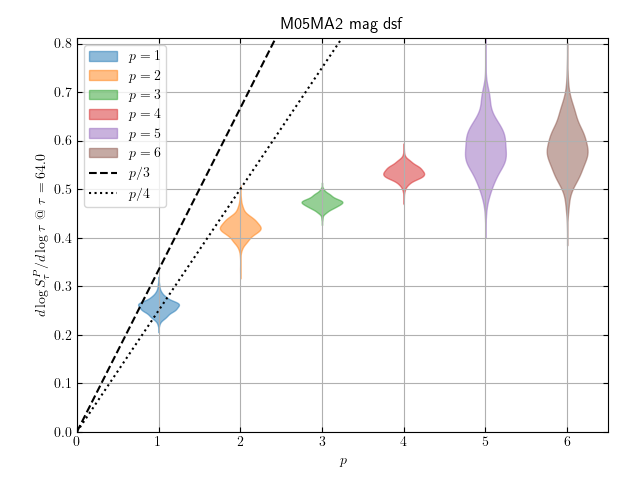 M05MA2 mag dsf
d log S_τ^P / d log τ @ τ = 64.0
0.8
0.7
0.6
0.5
0.4
0.3
0.2
0.1
0.0
p = 1
p = 2
p = 3
p = 4
p = 5
p = 6
p/3
p/4
0 1 2 3 4 5 6
p